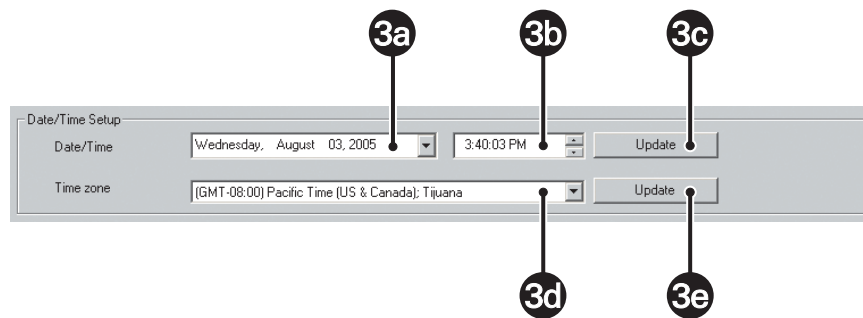 3a 3b 3c
Date/Time Setup
Date/Time Wednesday, August 03, 2005 3:40:03 PM Update
Time zone (GMT-08:00) Pacific Time (US & Canada); Tijuana Update
3d 3e